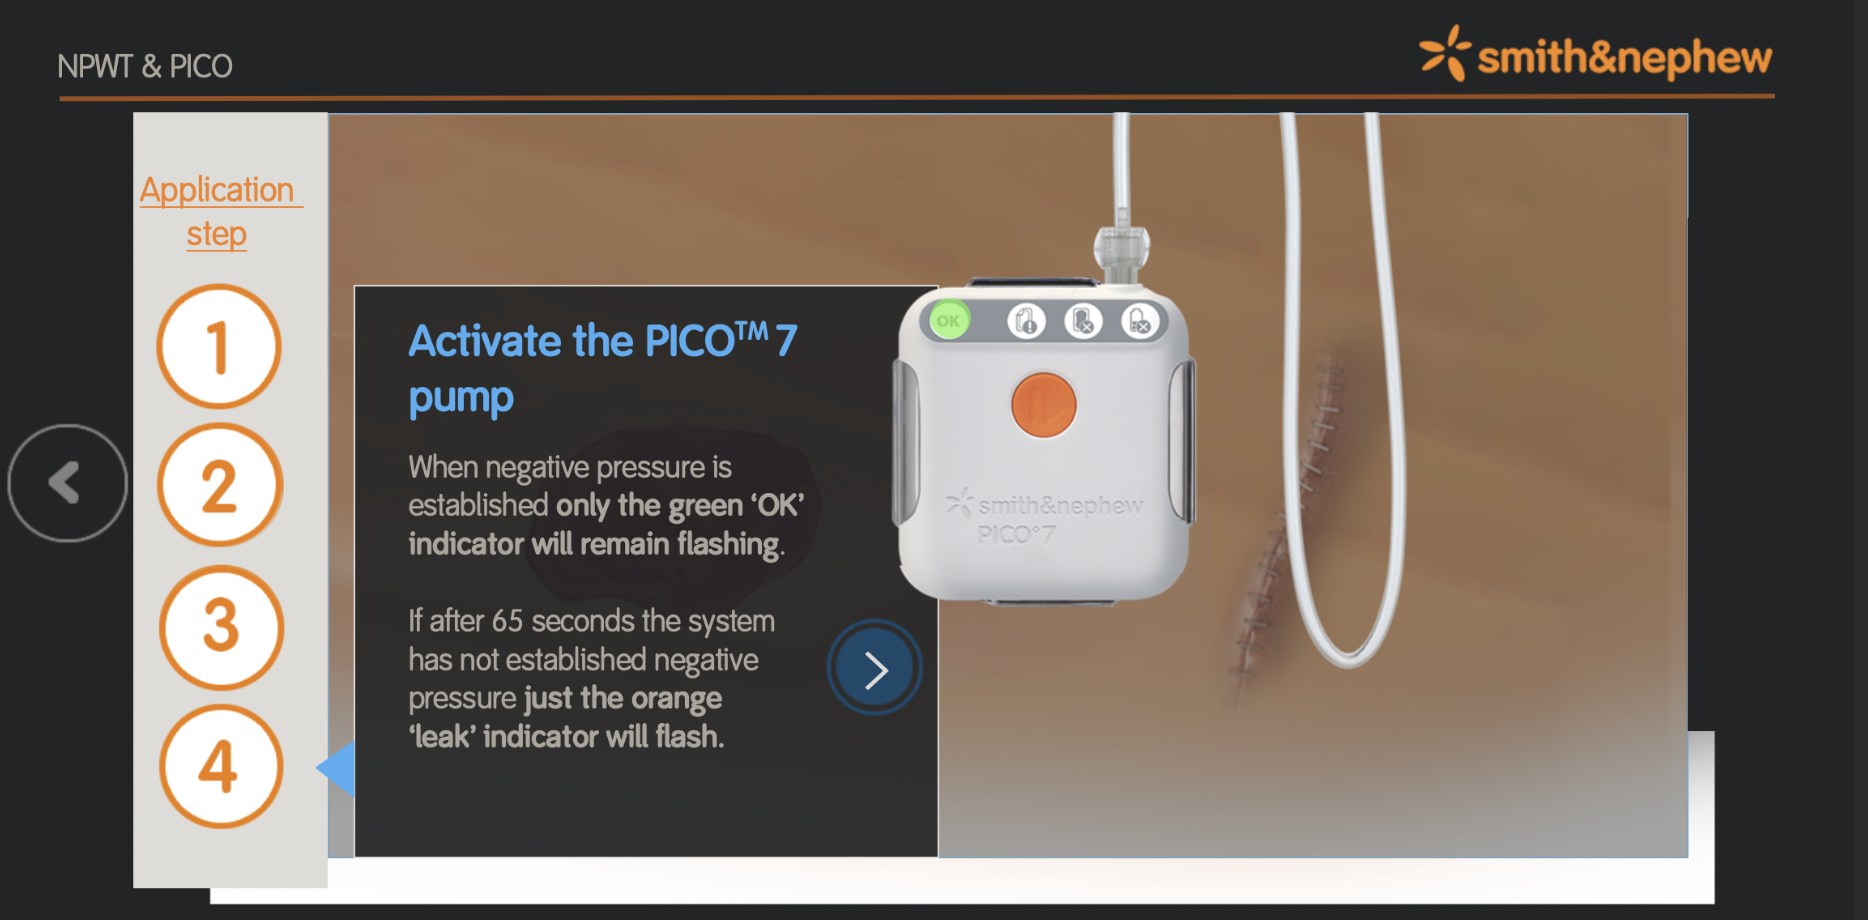 NPWT & PICO
smith&nephew
Application
step
1
2
3
4
Activate the PICO™ 7
pump
When negative pressure is
established only the green ‘OK’
indicator will remain flashing.
If after 65 seconds the system
has not established negative
pressure just the orange
‘leak’ indicator will flash.
OK
smith&nephew
PICO°7